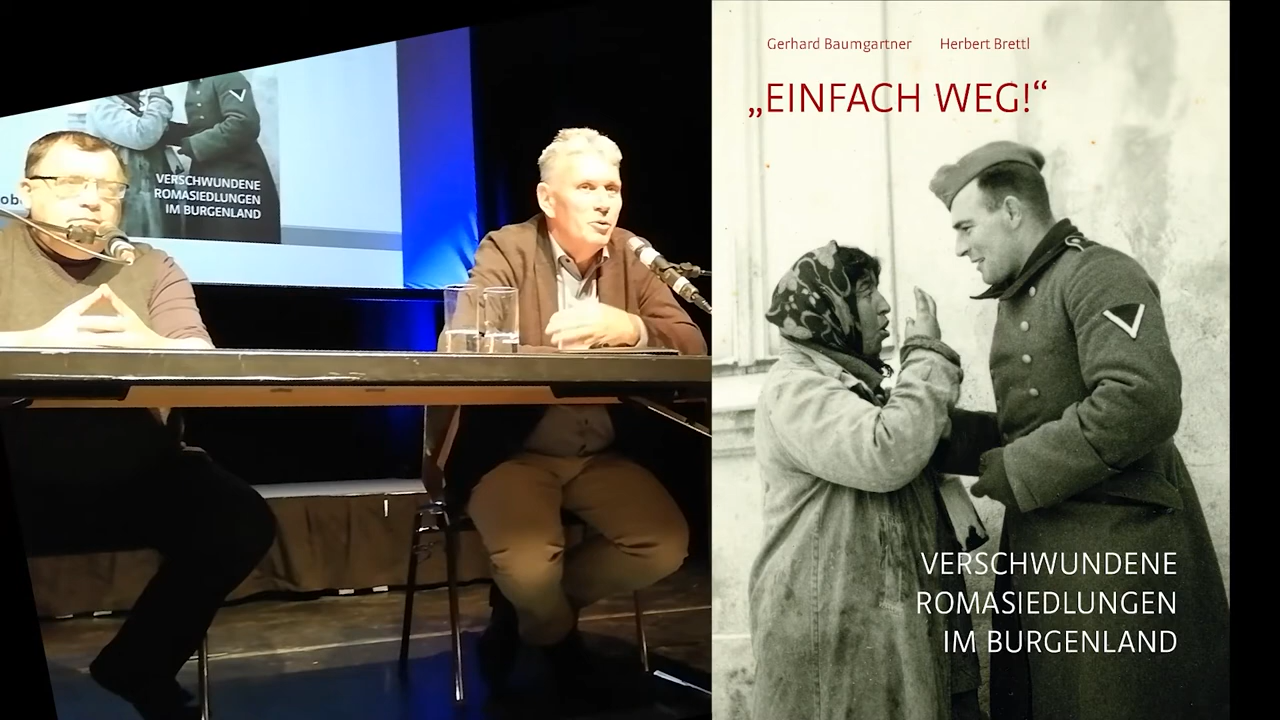 VERSCHWUNDENE
ROMASIEDLUNGEN
IM BURGENLAND
Gerhard Baumgartner Herbert Brettl
„EINFACH WEG!“
VERSCHWUNDENE
ROMASIEDLUNGEN
IM BURGENLAND